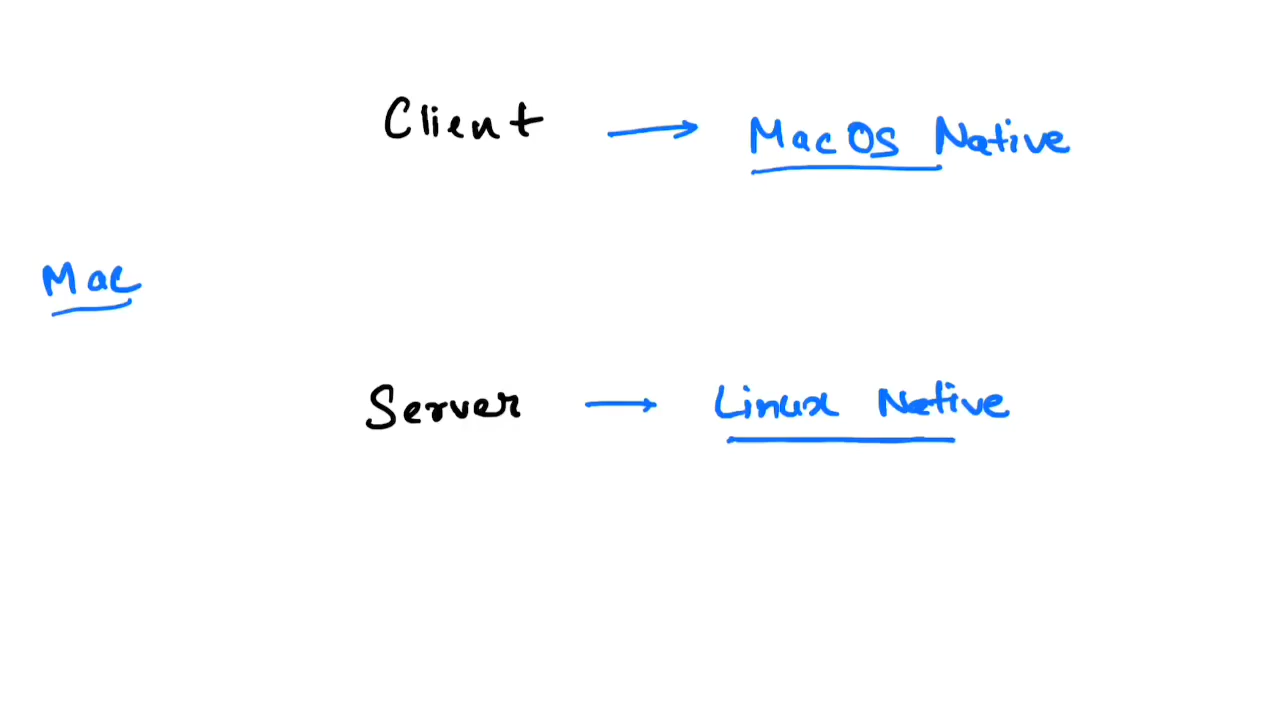 Client → MacOS Native
Mac
Server → Linux Native